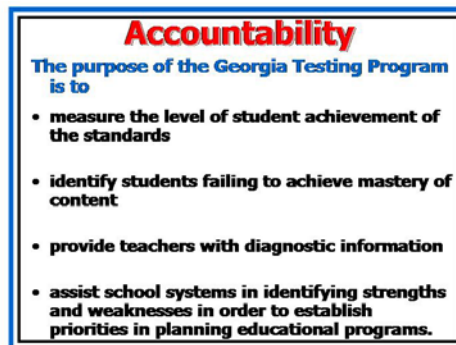 Accountability
The purpose of the Georgia Testing Program
is to
• measure the level of student achievement of
the standards
• identify students failing to achieve mastery of
content
• provide teachers with diagnostic information
• assist school systems in identifying strengths
and weaknesses in order to establish
priorities in planning educational programs.